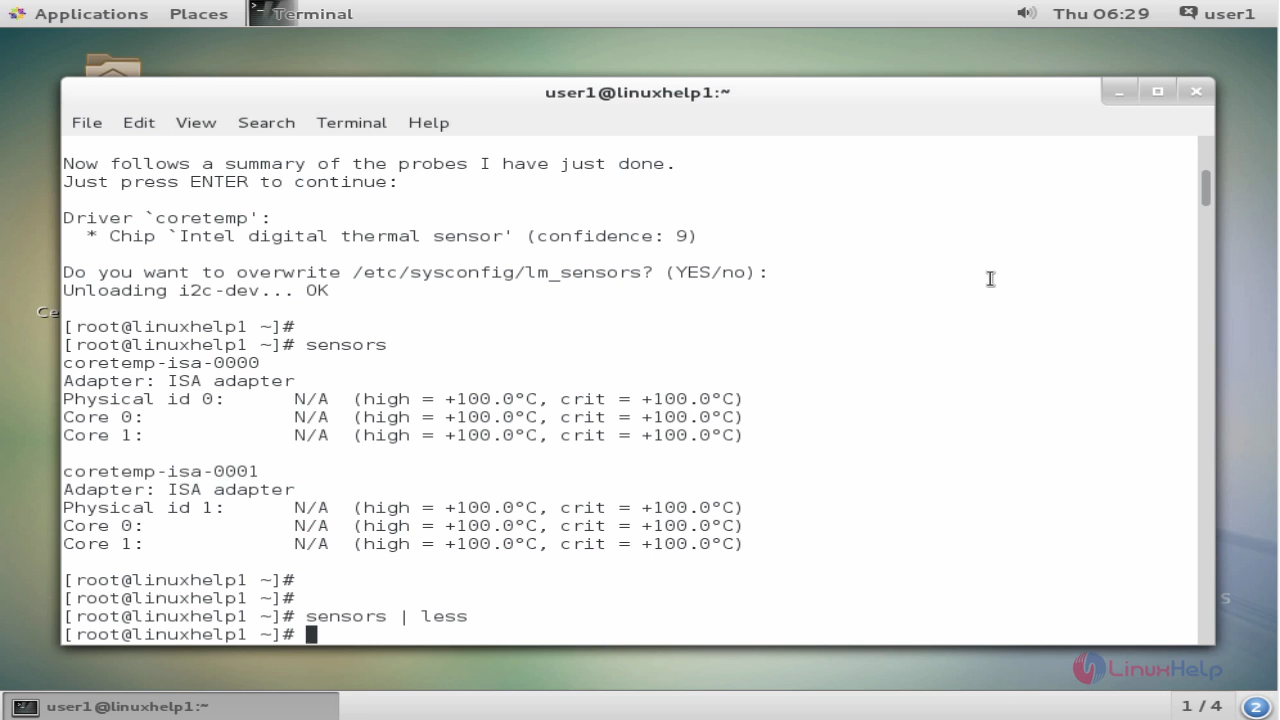 Applications Places Terminal Thu 06:29 user1
user1@linuxhelp1:~
File Edit View Search Terminal Help
Now follows a summary of the probes I have just done.
Just press ENTER to continue:
Driver `coretemp':
  * Chip `Intel digital thermal sensor' (confidence: 9)
Do you want to overwrite /etc/sysconfig/lm_sensors? (YES/no):
Unloading i2c-dev... OK
[root@linuxhelp1 ~]#
[root@linuxhelp1 ~]# sensors
coretemp-isa-0000
Adapter: ISA adapter
Physical id 0:      N/A  (high = +100.0°C, crit = +100.0°C)
Core 0:             N/A  (high = +100.0°C, crit = +100.0°C)
Core 1:             N/A  (high = +100.0°C, crit = +100.0°C)
coretemp-isa-0001
Adapter: ISA adapter
Physical id 1:      N/A  (high = +100.0°C, crit = +100.0°C)
Core 0:             N/A  (high = +100.0°C, crit = +100.0°C)
Core 1:             N/A  (high = +100.0°C, crit = +100.0°C)
[root@linuxhelp1 ~]#
[root@linuxhelp1 ~]#
[root@linuxhelp1 ~]# sensors | less
[root@linuxhelp1 ~]#
Ce
S
LinuxHelp
user1@linuxhelp1:~ 1 / 4 2